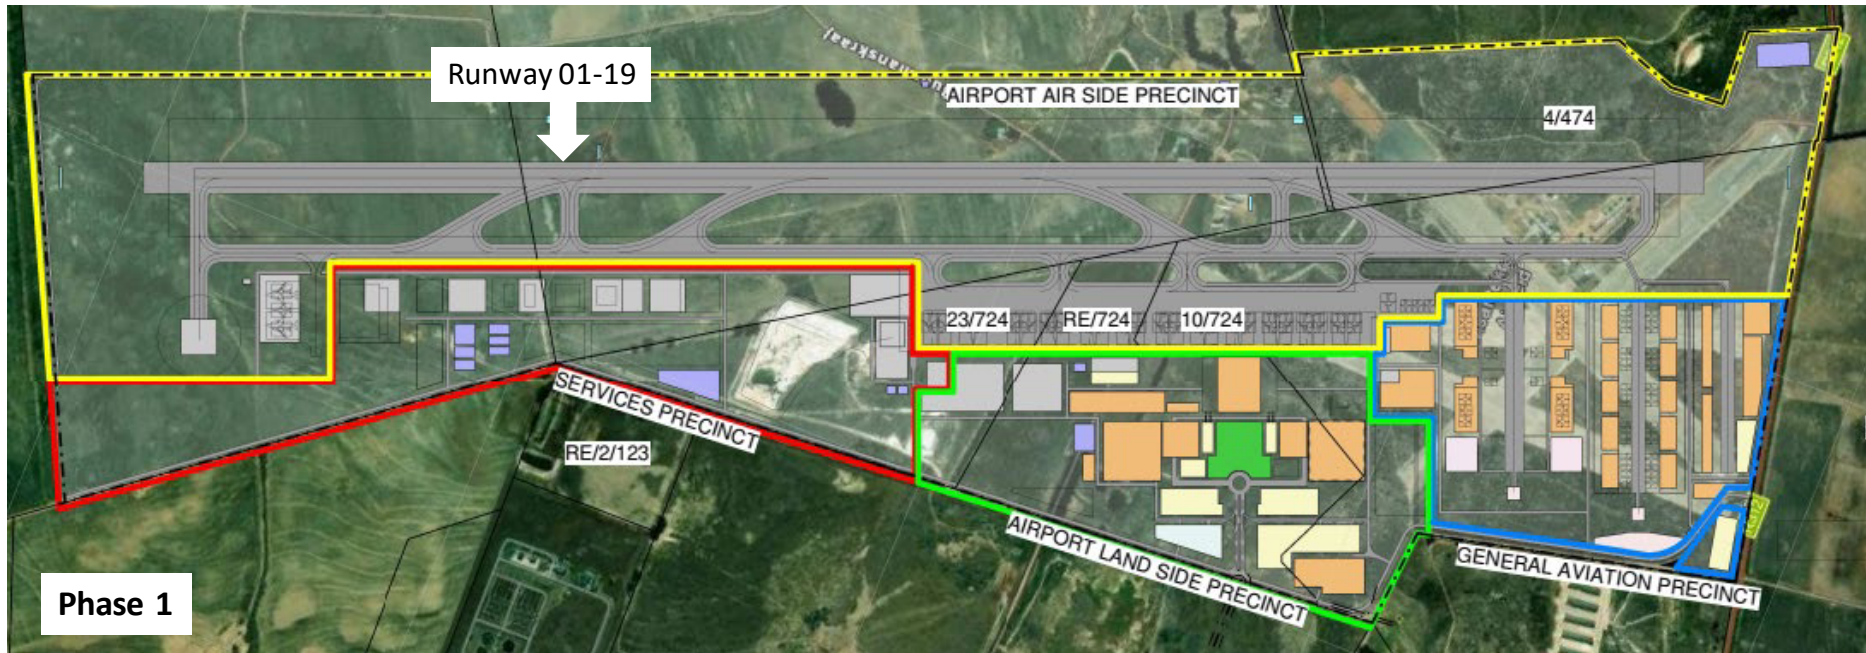 Runway 01-19
AIRPORT AIR SIDE PRECINCT
4/474
23/724
RE/724
10/724
SERVICES PRECINCT
RE/2/123
AIRPORT LAND SIDE PRECINCT
GENERAL AVIATION PRECINCT
R312
Phase 1